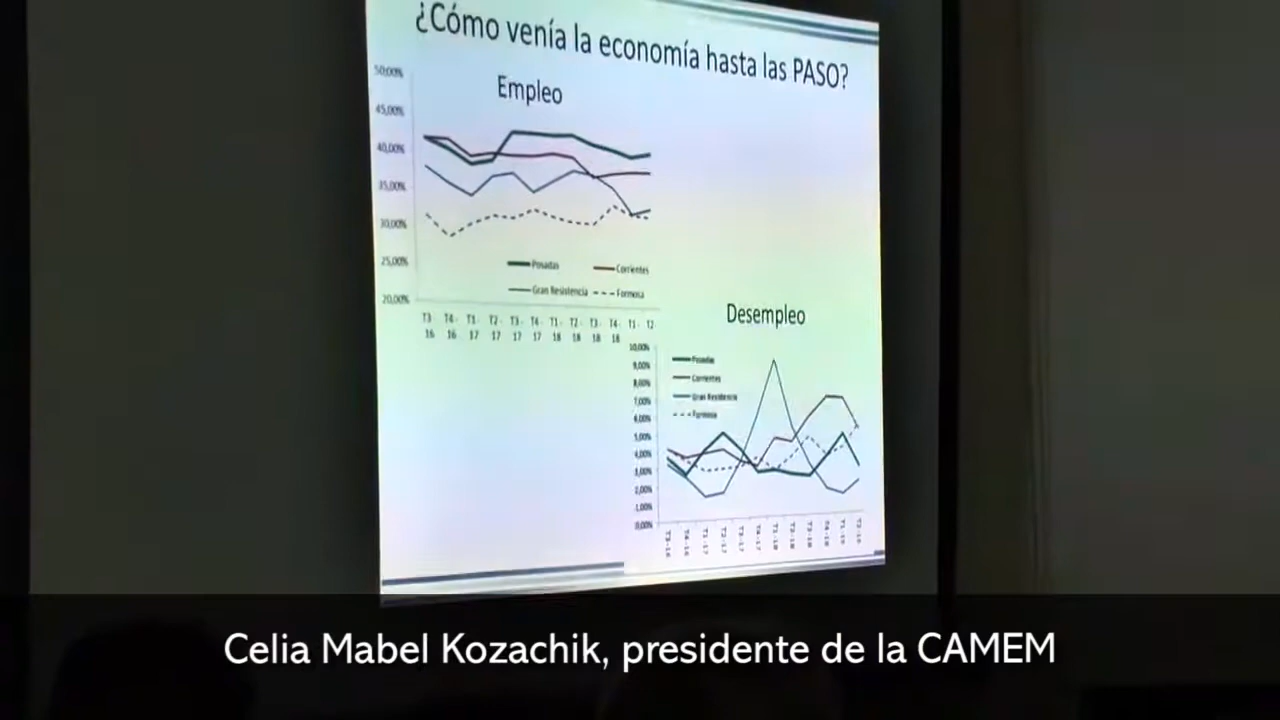 ¿Cómo venía la economía hasta las PASO?
Empleo
50,00%
45,00%
40,00%
35,00%
30,00%
25,00%
20,00%
Posadas
Corrientes
Gran Resistencia
Formosa
T3- T4- T1- T2- T3- T4- T1- T2- T3- T4- T1- T2
16 16 17 17 17 17 18 18 18 18
Desempleo
10,00%
9,00%
8,00%
7,00%
6,00%
5,00%
4,00%
3,00%
2,00%
1,00%
0,00%
Posadas
Corrientes
Gran Resistencia
Formosa
Celia Mabel Kozachik, presidente de la CAMEM